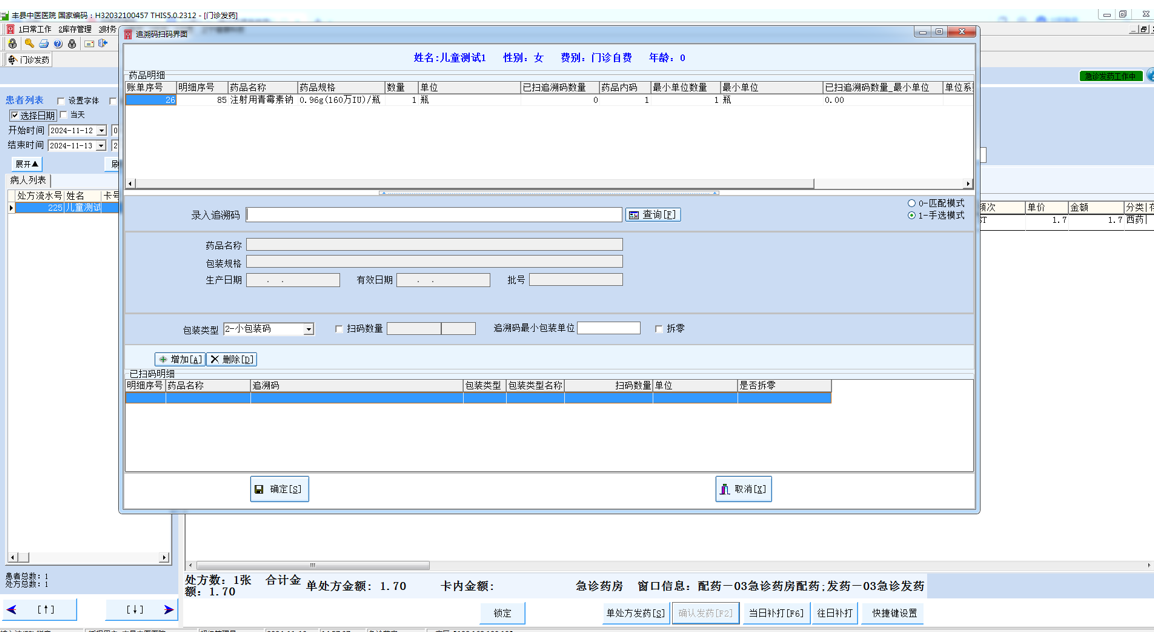 丰县中医医院 国家编码：H32032100457 THIS5.0.2312 - [门诊发药]
1日常工作 2库存管理 3财务
门诊发药
急诊发药工作中
患者列表 设置字体
选择日期 当天
开始时间 2024-11-12 0
结束时间 2024-11-13 2
展开▲ 刷
病人列表
处方流水号 姓名 卡号
225 儿童测试
追溯码扫码界面
姓名:儿童测试1 性别：女 费别：门诊自费 年龄：0
药品明细
账单序号 明细序号 药品名称 药品规格 数量 单位 已扫追溯码数量 药品内码 最小单位数量 最小单位 已扫追溯码数量_最小单位 单位系
26 85 注射用青霉素钠 0.96g(160万IU)/瓶 1 瓶 0 1 1 瓶 0.00
录入追溯码 查询[F] 0-匹配模式
1-手选模式
频次 单价 金额 分类
ST 1.7 1.7 西药
药品名称
包装规格
生产日期 . . 有效日期 . . 批号
包装类型 2-小包装码 扫码数量 追溯码最小包装单位 拆零
增加[A] 删除[D]
已扫码明细
明细序号 药品名称 追溯码 包装类型 包装类型名称 扫码数量 单位 是否拆零
确定[S] 取消[X]
患者总数：1
处方总数：1
[↑] [↓]
处方数：1张 合计金
额：1.70 单处方金额：1.70 卡内金额： 急诊药房 窗口信息：配药-03急诊药房配药;发药-03急诊发药
锁定 单处方发药[S] 确认发药[F2] 当日补打[F6] 往日补打 快捷键设置